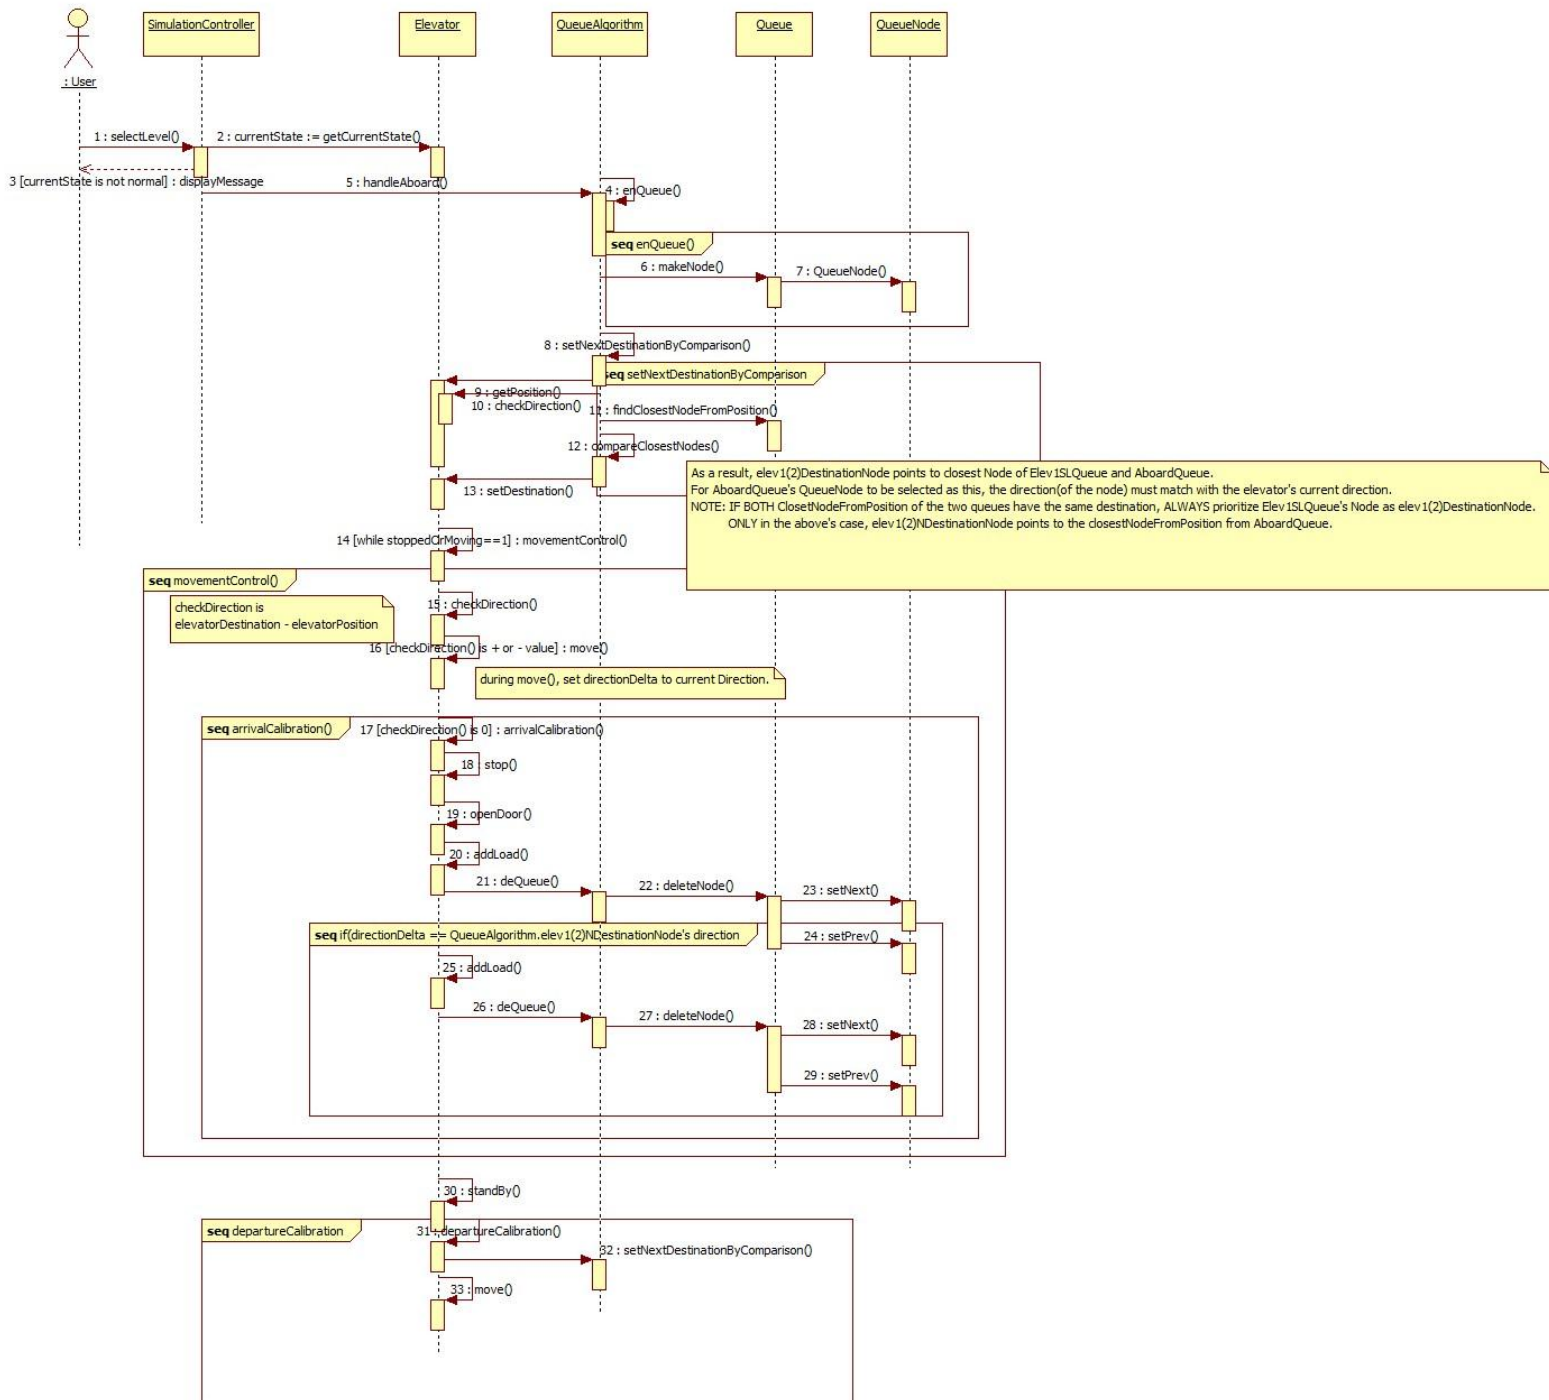 SimulationController
Elevator
QueueAlgorithm
Queue
QueueNode
: User
1 : selectLevel()
2 : currentState := getCurrentState()
3 [currentState is not normal] : displayMessage
5 : handleAboard()
4 : enQueue()
seq enQueue()
6 : makeNode()
7 : QueueNode()
8 : setNextDestinationByComparison()
seq setNextDestinationByComparison
9 : getPosition()
10 : checkDirection()
11 : findClosestNodeFromPosition()
12 : compareClosestNodes()
13 : setDestination()
As a result, elev1(2)DestinationNode points to closest Node of Elev1SLQueue and AboardQueue.
For AboardQueue's QueueNode to be selected as this, the direction(of the node) must match with the elevator's current direction.
NOTE: IF BOTH ClosetNodeFromPosition of the two queues have the same destination, ALWAYS prioritize Elev1SLQueue's Node as elev1(2)DestinationNode.
ONLY in the above's case, elev1(2)NDestinationNode points to the closestNodeFromPosition from AboardQueue.
14 [while stoppedOrMoving==1] : movementControl()
seq movementControl()
checkDirection is
elevatorDestination - elevatorPosition
15 : checkDirection()
16 [checkDirection() is + or - value] : move()
during move(), set directionDelta to current Direction.
seq arrivalCalibration()
17 [checkDirection() is 0] : arrivalCalibration()
18 : stop()
19 : openDoor()
20 : addLoad()
21 : deQueue()
22 : deleteNode()
23 : setNext()
seq if(directionDelta == QueueAlgorithm.elev1(2)NDestinationNode's direction
24 : setPrev()
25 : addLoad()
26 : deQueue()
27 : deleteNode()
28 : setNext()
29 : setPrev()
30 : standBy()
seq departureCalibration
31 : departureCalibration()
32 : setNextDestinationByComparison()
33 : move()